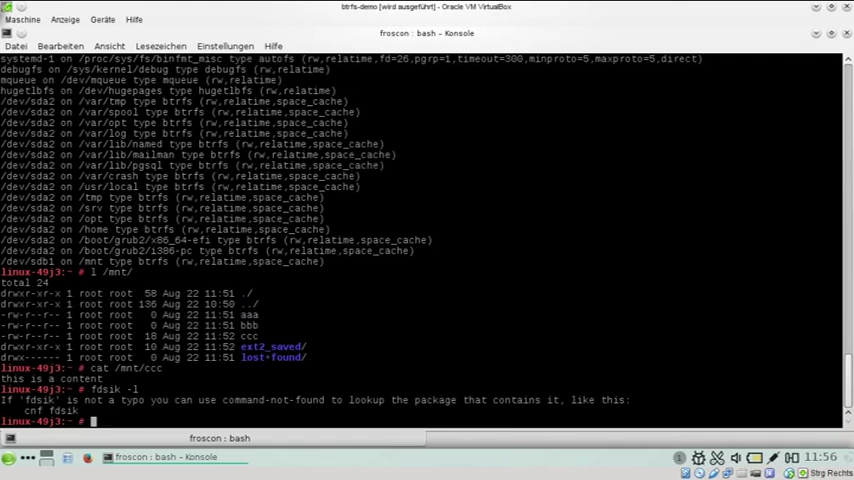 btrfs-demo [wird ausgeführt] - Oracle VM VirtualBox
Maschine Anzeige Geräte Hilfe
froscon : bash – Konsole
Datei Bearbeiten Ansicht Lesezeichen Einstellungen Hilfe
systemd-1 on /proc/sys/fs/binfmt_misc type autofs (rw,relatime,fd=26,pgrp=1,timeout=300,minproto=5,maxproto=5,direct)
debugfs on /sys/kernel/debug type debugfs (rw,relatime)
mqueue on /dev/mqueue type mqueue (rw,relatime)
hugetlbfs on /dev/hugepages type hugetlbfs (rw,relatime)
/dev/sda2 on /var/tmp type btrfs (rw,relatime,space_cache)
/dev/sda2 on /var/spool type btrfs (rw,relatime,space_cache)
/dev/sda2 on /var/opt type btrfs (rw,relatime,space_cache)
/dev/sda2 on /var/log type btrfs (rw,relatime,space_cache)
/dev/sda2 on /var/lib/named type btrfs (rw,relatime,space_cache)
/dev/sda2 on /var/lib/mailman type btrfs (rw,relatime,space_cache)
/dev/sda2 on /var/lib/pgsql type btrfs (rw,relatime,space_cache)
/dev/sda2 on /var/crash type btrfs (rw,relatime,space_cache)
/dev/sda2 on /usr/local type btrfs (rw,relatime,space_cache)
/dev/sda2 on /tmp type btrfs (rw,relatime,space_cache)
/dev/sda2 on /srv type btrfs (rw,relatime,space_cache)
/dev/sda2 on /opt type btrfs (rw,relatime,space_cache)
/dev/sda2 on /home type btrfs (rw,relatime,space_cache)
/dev/sda2 on /boot/grub2/x86_64-efi type btrfs (rw,relatime,space_cache)
/dev/sda2 on /boot/grub2/i386-pc type btrfs (rw,relatime,space_cache)
/dev/sdb1 on /mnt type btrfs (rw,relatime,space_cache)
linux-49j3:~ # l /mnt/
total 24
drwxr-xr-x 1 root root 58 Aug 22 11:51 ./
drwxr-xr-x 1 root root 136 Aug 22 10:50 ../
-rw-r--r-- 1 root root 0 Aug 22 11:51 aaa
-rw-r--r-- 1 root root 0 Aug 22 11:51 bbb
-rw-r--r-- 1 root root 18 Aug 22 11:52 ccc
drwxr-xr-x 1 root root 10 Aug 22 11:52 ext2_saved/
drwx------ 1 root root 0 Aug 22 11:51 lost+found/
linux-49j3:~ # cat /mnt/ccc
this is a content
linux-49j3:~ # fdsik -l
If 'fdsik' is not a typo you can use command-not-found to lookup the package that contains it, like this:
cnf fdsik
linux-49j3:~ #
froscon : bash
froscon : bash – Konsole
11:56
Strg Rechts